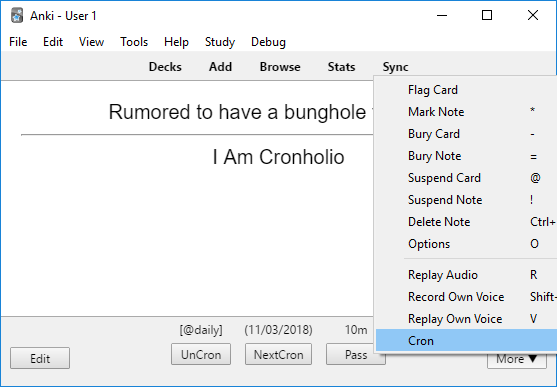 Anki - User 1
File Edit View Tools Help Study Debug
Decks Add Browse Stats Sync
Rumored to have a bunghole
I Am Cronholio
Flag Card
Mark Note *
Bury Card -
Bury Note =
Suspend Card @
Suspend Note !
Delete Note Ctrl+
Options O
Replay Audio R
Record Own Voice Shift-
Replay Own Voice V
Cron
[@daily] (11/03/2018) 10m
Edit UnCron NextCron Pass More ▼